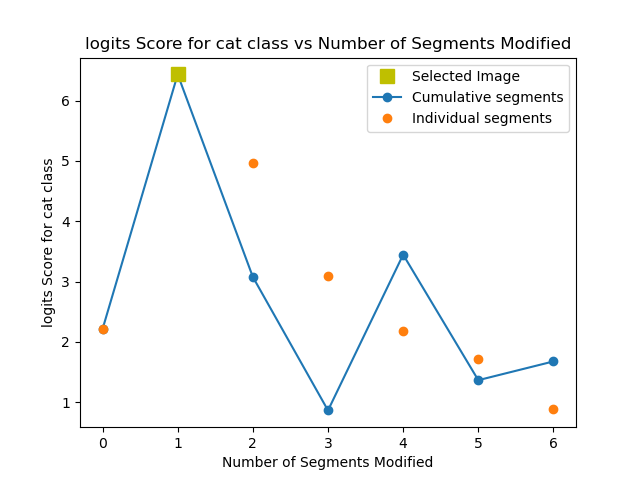 logits Score for cat class vs Number of Segments Modified
Selected Image
Cumulative segments
Individual segments
logits Score for cat class
6
5
4
3
2
1
0 1 2 3 4 5 6
Number of Segments Modified